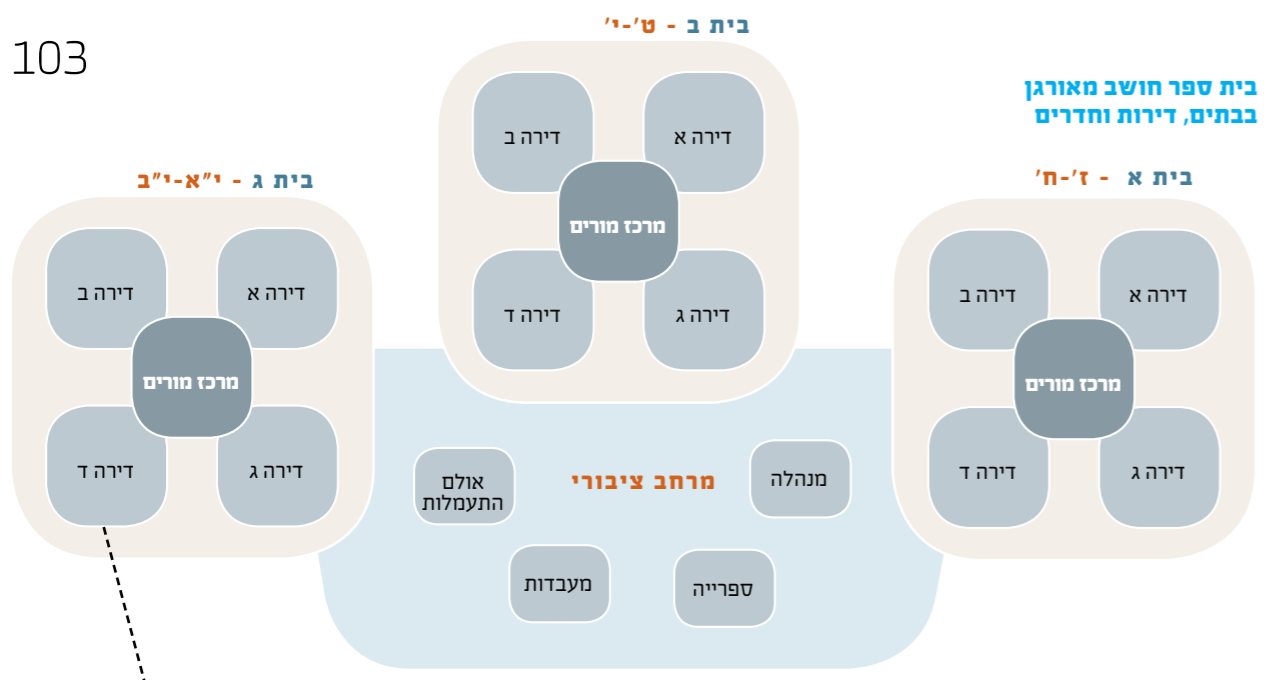 103
בית ספר חושב מאורגן
בבתים, דירות וחדרים
בית א - ז'-ח'
דירה א
דירה ב
מרכז מורים
דירה ג
דירה ד
בית ב - ט'-י'
דירה א
דירה ב
מרכז מורים
דירה ג
דירה ד
בית ג - י"א-י"ב
דירה א
דירה ב
מרכז מורים
דירה ג
דירה ד
מרחב ציבורי
מנהלה
אולם
התעמלות
ספרייה
מעבדות